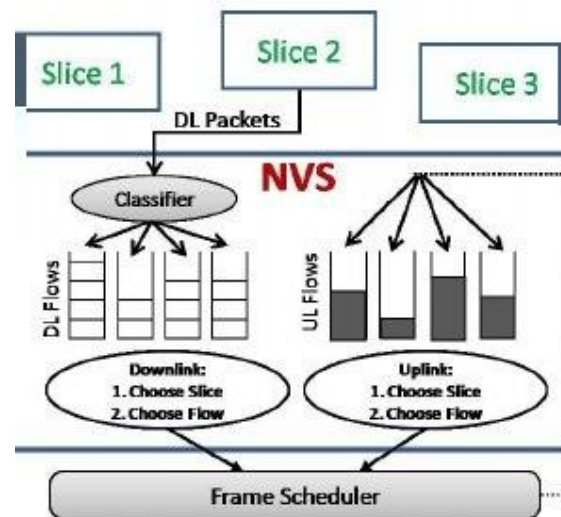 Slice 1
Slice 2
Slice 3
DL Packets
NVS
Classifier
DL Flows
UL Flows
Downlink:
1. Choose Slice
2. Choose Flow
Uplink:
1. Choose Slice
2. Choose Flow
Frame Scheduler